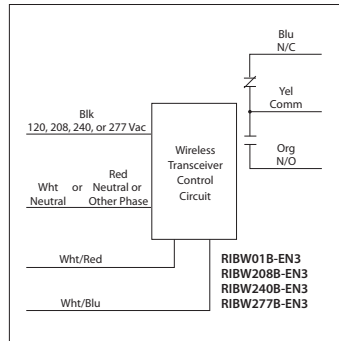 Blu
N/C
Yel
Comm
Org
N/O
Blk
120, 208, 240, or 277 Vac
Wireless
Transceiver
Control
Circuit
Wht or Red
Neutral Neutral or
Other Phase
Wht/Red
Wht/Blu
RIBW01B-EN3
RIBW208B-EN3
RIBW240B-EN3
RIBW277B-EN3